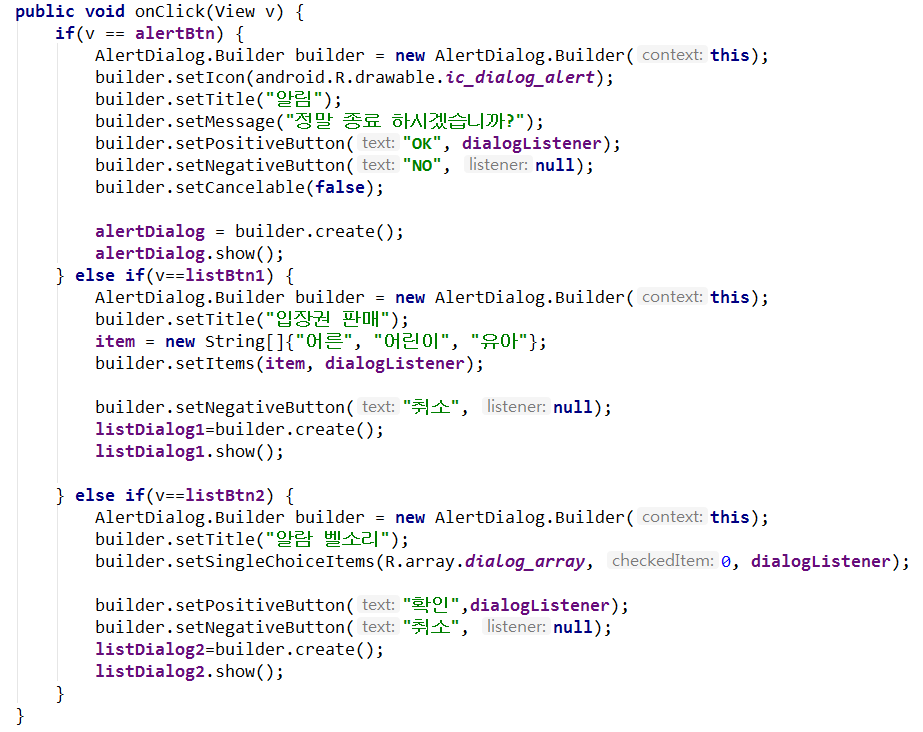 public void onClick(View v) {
    if(v == alertBtn) {
        AlertDialog.Builder builder = new AlertDialog.Builder( context: this);
        builder.setIcon(android.R.drawable.ic_dialog_alert);
        builder.setTitle("알림");
        builder.setMessage("정말 종료 하시겠습니까?");
        builder.setPositiveButton( text: "OK", dialogListener);
        builder.setNegativeButton( text: "NO", listener: null);
        builder.setCancelable(false);

        alertDialog = builder.create();
        alertDialog.show();
    } else if(v==listBtn1) {
        AlertDialog.Builder builder = new AlertDialog.Builder( context: this);
        builder.setTitle("입장권 판매");
        item = new String[]{"어른", "어린이", "유아"};
        builder.setItems(item, dialogListener);

        builder.setNegativeButton( text: "취소", listener: null);
        listDialog1=builder.create();
        listDialog1.show();

    } else if(v==listBtn2) {
        AlertDialog.Builder builder = new AlertDialog.Builder( context: this);
        builder.setTitle("알람 벨소리");
        builder.setSingleChoiceItems(R.array.dialog_array, checkedItem: 0, dialogListener);

        builder.setPositiveButton( text: "확인",dialogListener);
        builder.setNegativeButton( text: "취소", listener: null);
        listDialog2=builder.create();
        listDialog2.show();
    }
}